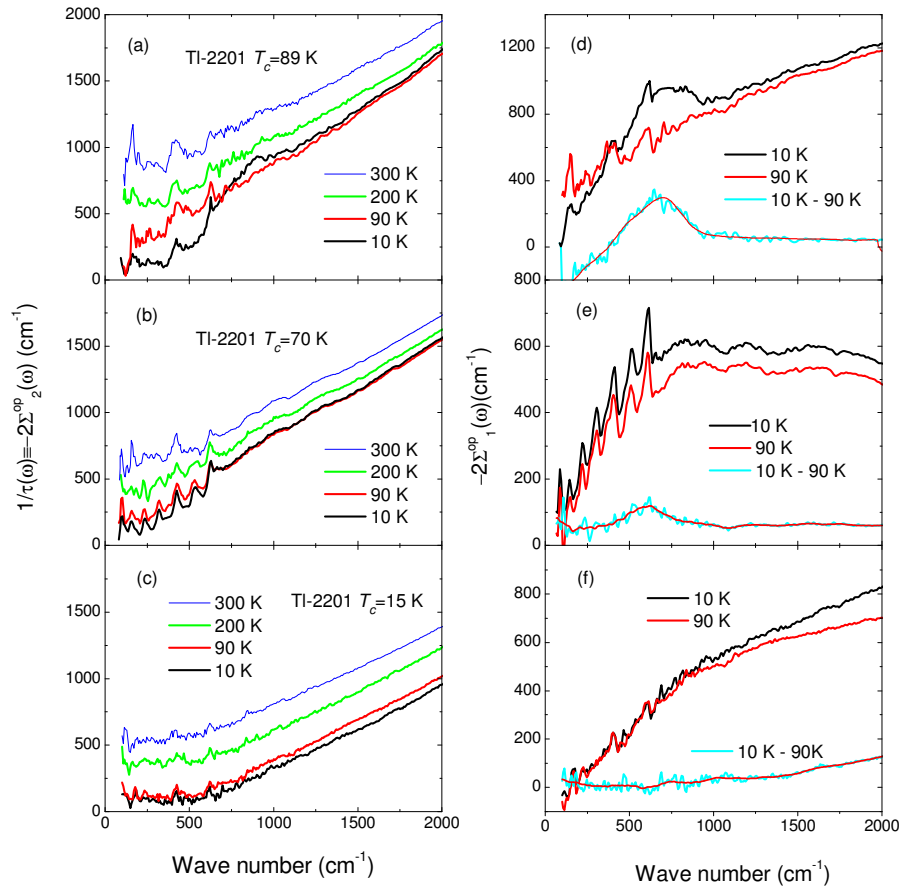 (a)
Tl-2201 Tc=89 K
300 K
200 K
90 K
10 K
2000
1500
1000
500
0
(b)
Tl-2201 Tc=70 K
300 K
200 K
90 K
10 K
1500
1000
500
0
(c)
Tl-2201 Tc=15 K
300 K
200 K
90 K
10 K
1500
1000
500
0
0 500 1000 1500 2000
Wave number (cm-1)
1/τ(ω)≡−2Σop2(ω) (cm-1)
(d)
10 K
90 K
10 K - 90 K
1200
800
400
0
(e)
10 K
90 K
10 K - 90 K
800
600
400
200
0
(f)
10 K
90 K
10 K - 90K
800
600
400
200
0
0 500 1000 1500 2000
Wave number (cm-1)
−2Σop1(ω)(cm-1)